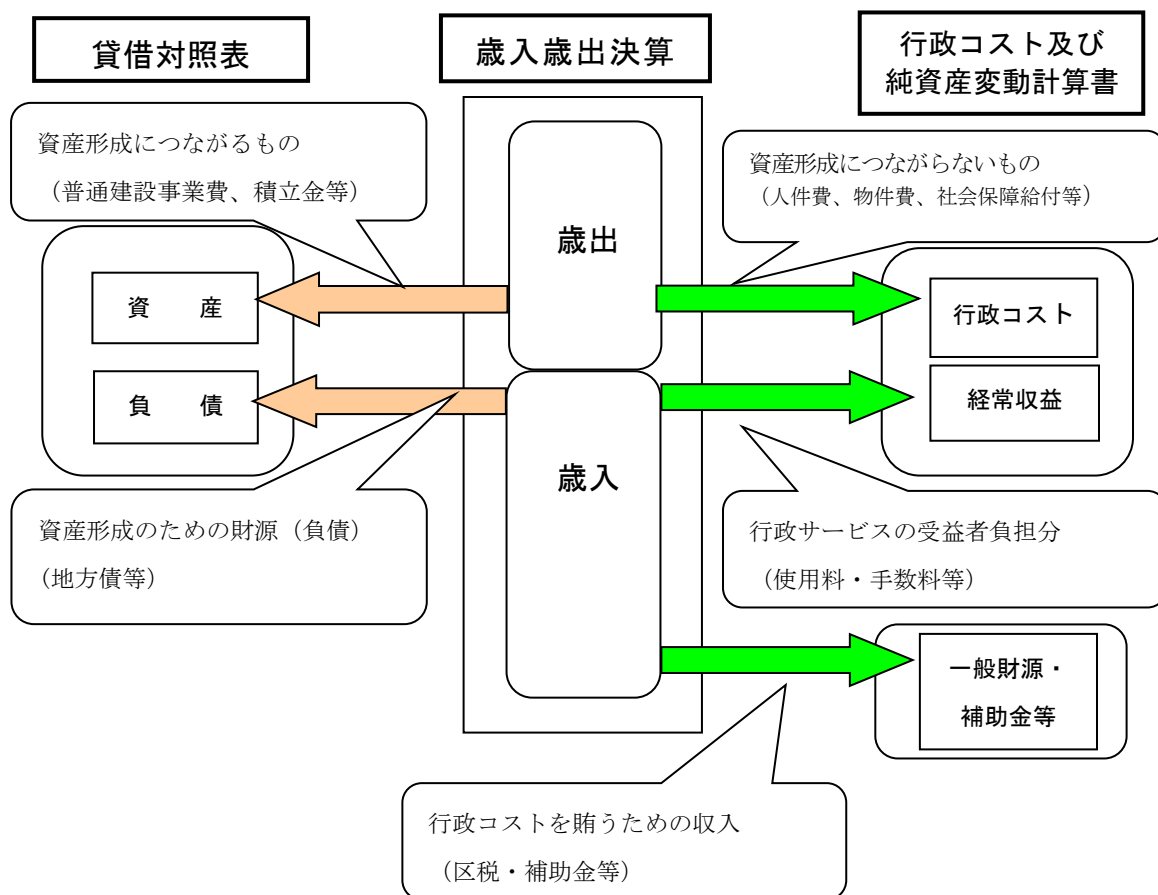 貸借対照表
歳入歳出決算
行政コスト及び
純資産変動計算書
資産形成につながるもの
（普通建設事業費、積立金等）
資産形成につながらないもの
（人件費、物件費、社会保障給付等）
歳出
資　産
行政コスト
負　債
経常収益
歳入
資産形成のための財源（負債）
（地方債等）
行政サービスの受益者負担分
（使用料・手数料等）
一般財源・
補助金等
行政コストを賄うための収入
（区税・補助金等）